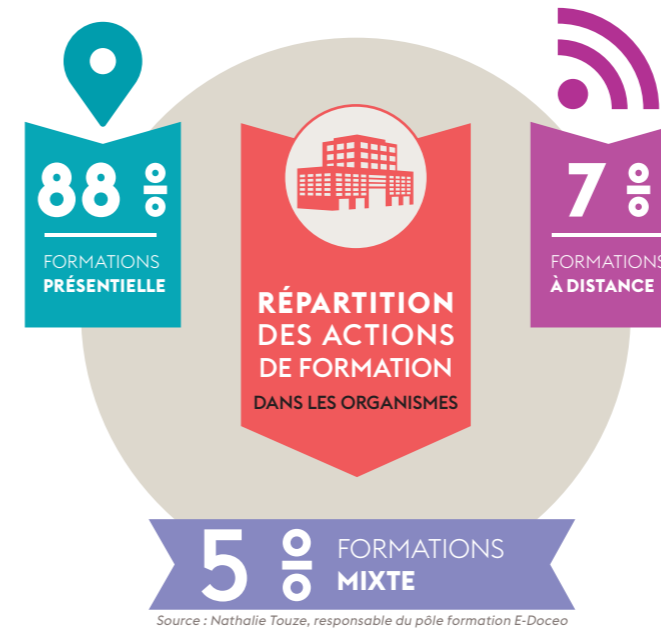 88 %
FORMATIONS
PRÉSENTIELLE
RÉPARTITION
DES ACTIONS
DE FORMATION
DANS LES ORGANISMES
7 %
FORMATIONS
À DISTANCE
5 %
FORMATIONS
MIXTE
Source : Nathalie Touze, responsable du pôle formation E-Doceo